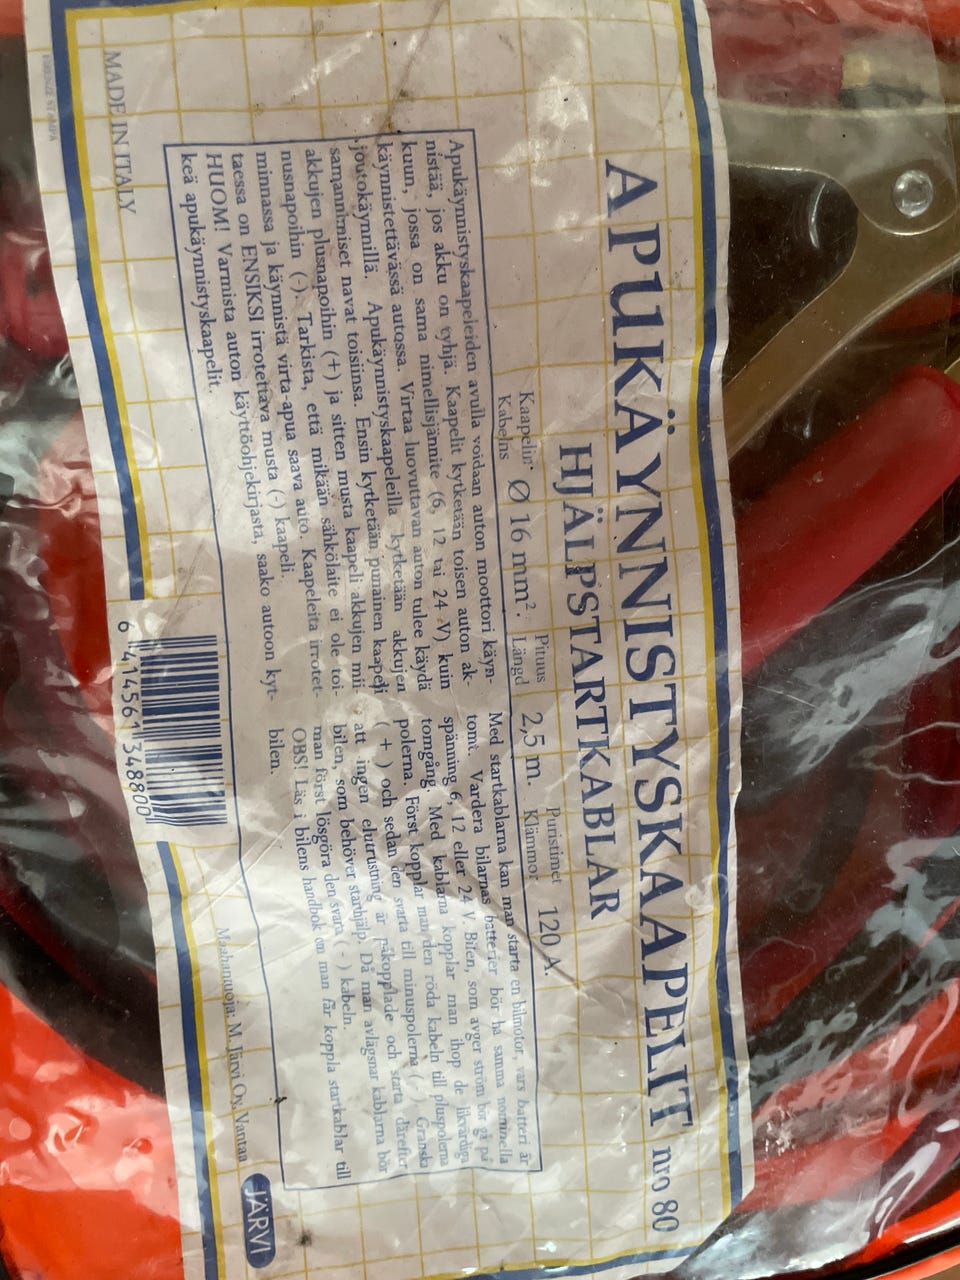 APUKÄYNNISTYSKAAPELIT nro 80
HJÄLPSTARTKABLAR
Kaapelin: Ø 16 mm². Pituus 2,5 m. Puristimet 120 A.
Kabelns Längd Klämmor
Apukäynnistyskaapeleiden avulla voidaan auton moottori käyn-
nistää, jos akku on tyhjä. Kaapelit kytketään toisen auton ak-
kuun, jossa on sama nimellisjännite (6, 12 tai 24 V) kuin
käynnistettävässä autossa. Virtaa luovuttavan auton tulee käydä
joutokäynnillä. Apukäynnistyskaapeleilla kytketään akkujen
samannimiset navat toisiinsa. Ensin kytketään punainen kaapeli
akkujen plusnapoihin (+) ja sitten musta kaapeli akkujen mii
nusnapoihin (-). Tarkista, että mikään sähkölaite ei ole toi-
minnassa ja käynnistä virta-apua saava auto. Kaapeleita irrotet-
taessa on ENSIKSI irrotettava musta (-) kaapeli.
HUOM! Varmista auton käyttöohjekirjasta, saako autoon kyt-
keä apukäynnistyskaapelit.
Med startkablarna kan man starta en bilmotor, vars batteri är
tomt. Vardera bilarnas batterier bör ha samma nominella
spänning 6, 12 eller 24 V. Bilen, som avger ström bör gå på
tomgång. Med kablarna kopplar man ihop de likvärdiga
polerna. Först kopplar man den röda kabeln till pluspolerna
(+) och sedan den svarta till minuspolerna (-). Granska
att ingen elutrustning är påkopplade och starta därefter
bilen, som behöver starthjälp. Då man avlägsnar kablarna bör
man först lösgöra den svarta (-) kabeln.
OBS! Läs i bilens handbok om man får koppla startkablar till
bilen.
MADE IN ITALY
6 414561 348800
Maahantuoja: M. Järvi Oy, Vantaa
JÄRVI